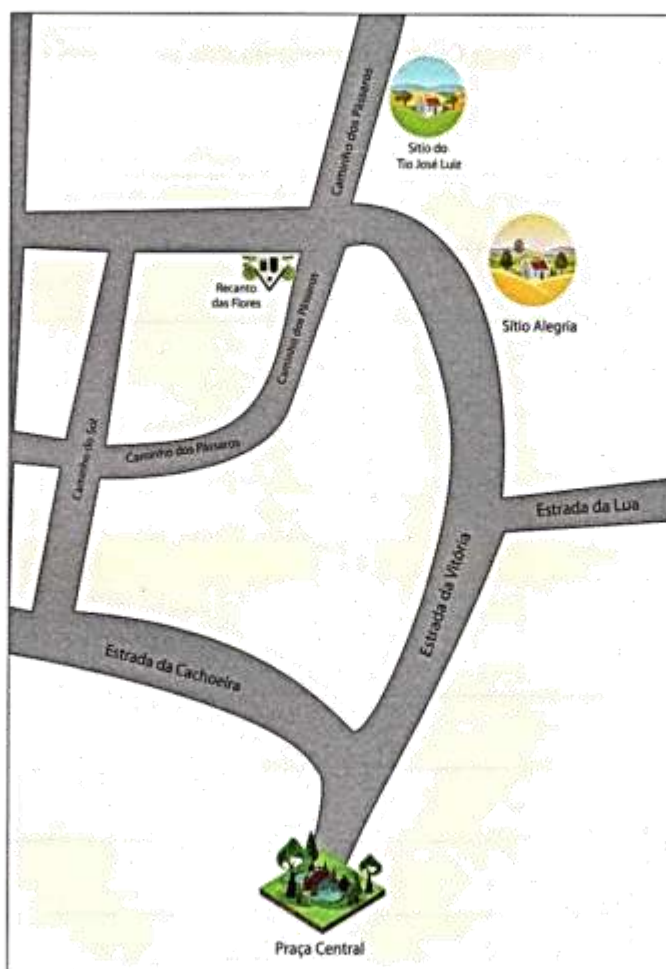 Caminho dos Pássaros
Sítio do
Tio José Luiz
Recanto
das Flores
Caminho dos Pássaros
Sítio Alegria
Caminho do Sol
Caminho dos Pássaros
Estrada da Lua
Estrada da Vitória
Estrada da Cachoeira
Praça Central